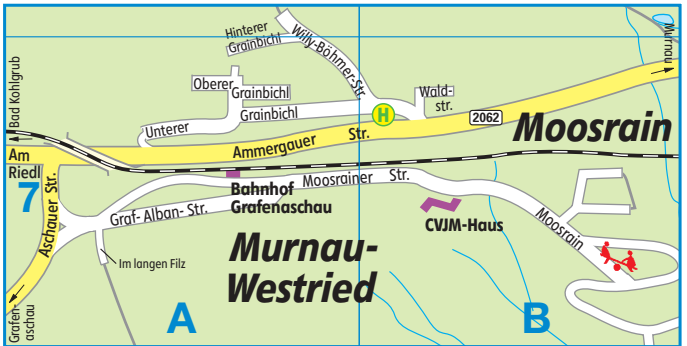 Hinterer
Grainbichl
Willy-Böhmer-Str.
Murnau
Oberer
Grainbichl
Wald-
str.
Bad Kohlgrub
Unterer
Grainbichl
H
2062
Moosrain
Ammergauer Str.
Am
Riedl
7
Aschauer Str.
Bahnhof
Grafenaschau
Moosrainer Str.
Graf-Alban-Str.
CVJM-Haus
Moosrain
Im langen Filz
Murnau-
Westried
Grafen-
aschau
A
B